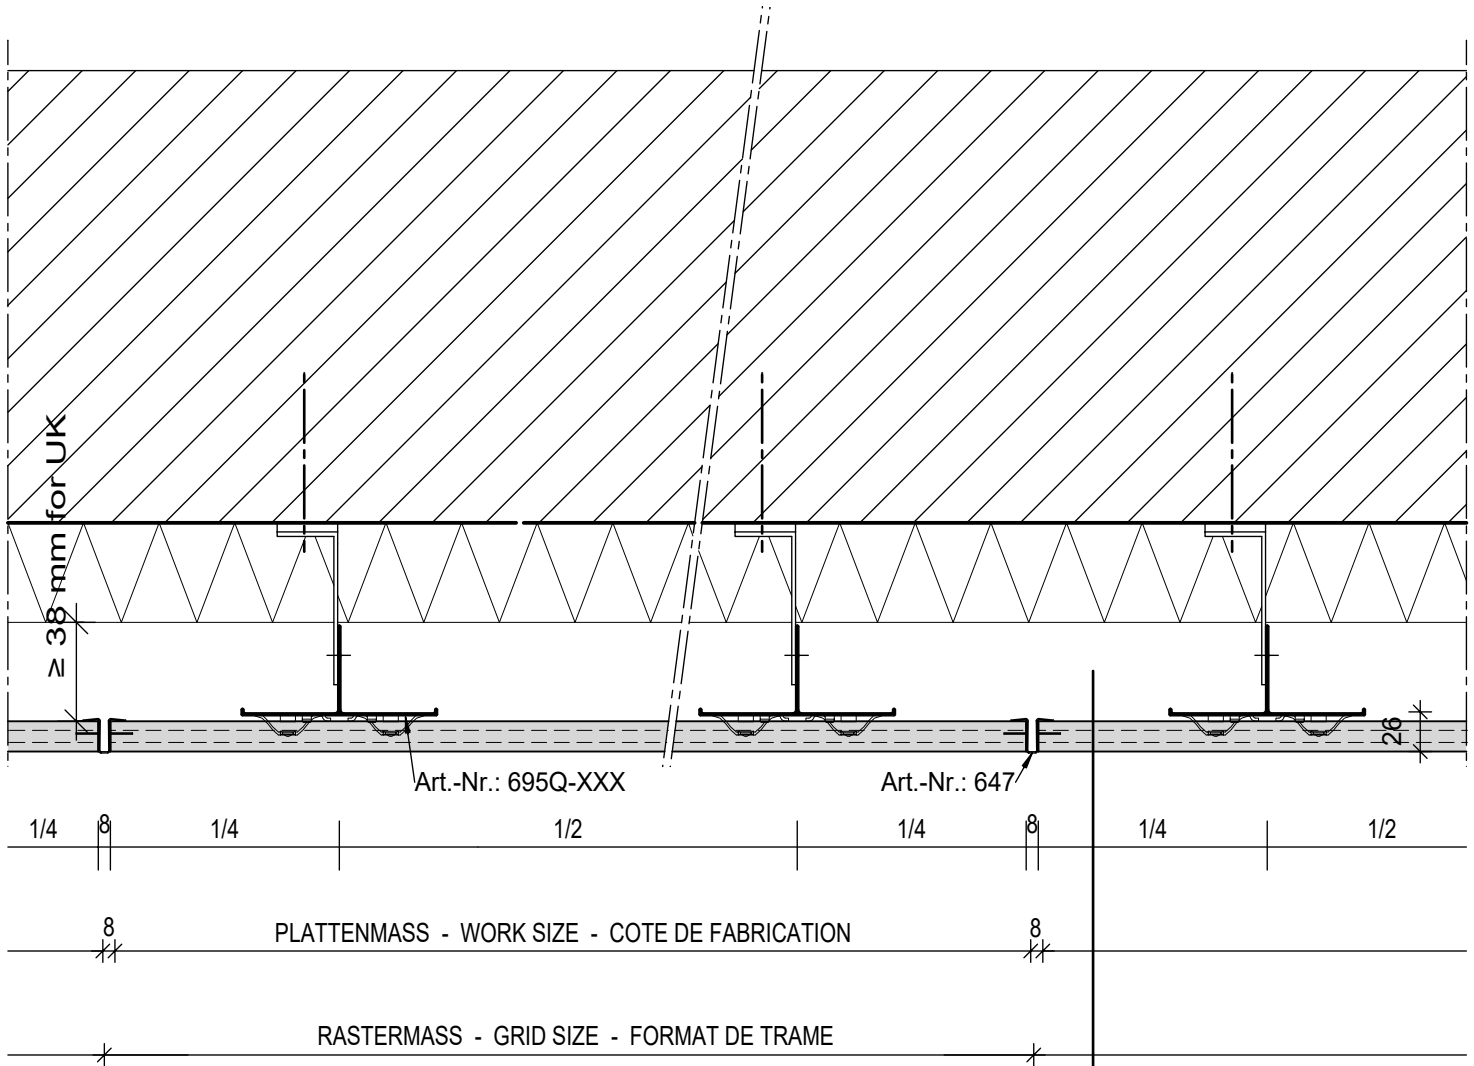 ≥ 38 mm for UK
26
Art.-Nr.: 695Q-XXX
Art.-Nr.: 647
1/4 8 1/4 1/2 1/4 8 1/4 1/2
8 PLATTENMASS - WORK SIZE - COTE DE FABRICATION 8
RASTERMASS - GRID SIZE - FORMAT DE TRAME